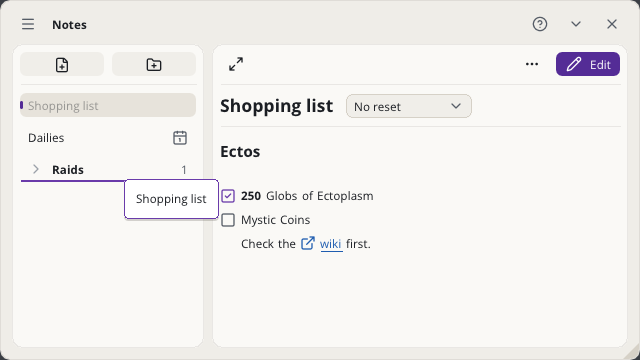 Notes
Edit
Shopping list
Dailies
Raids 1
Shopping list
Shopping list No reset
Ectos
250 Globs of Ectoplasm
Mystic Coins
Check the wiki first.